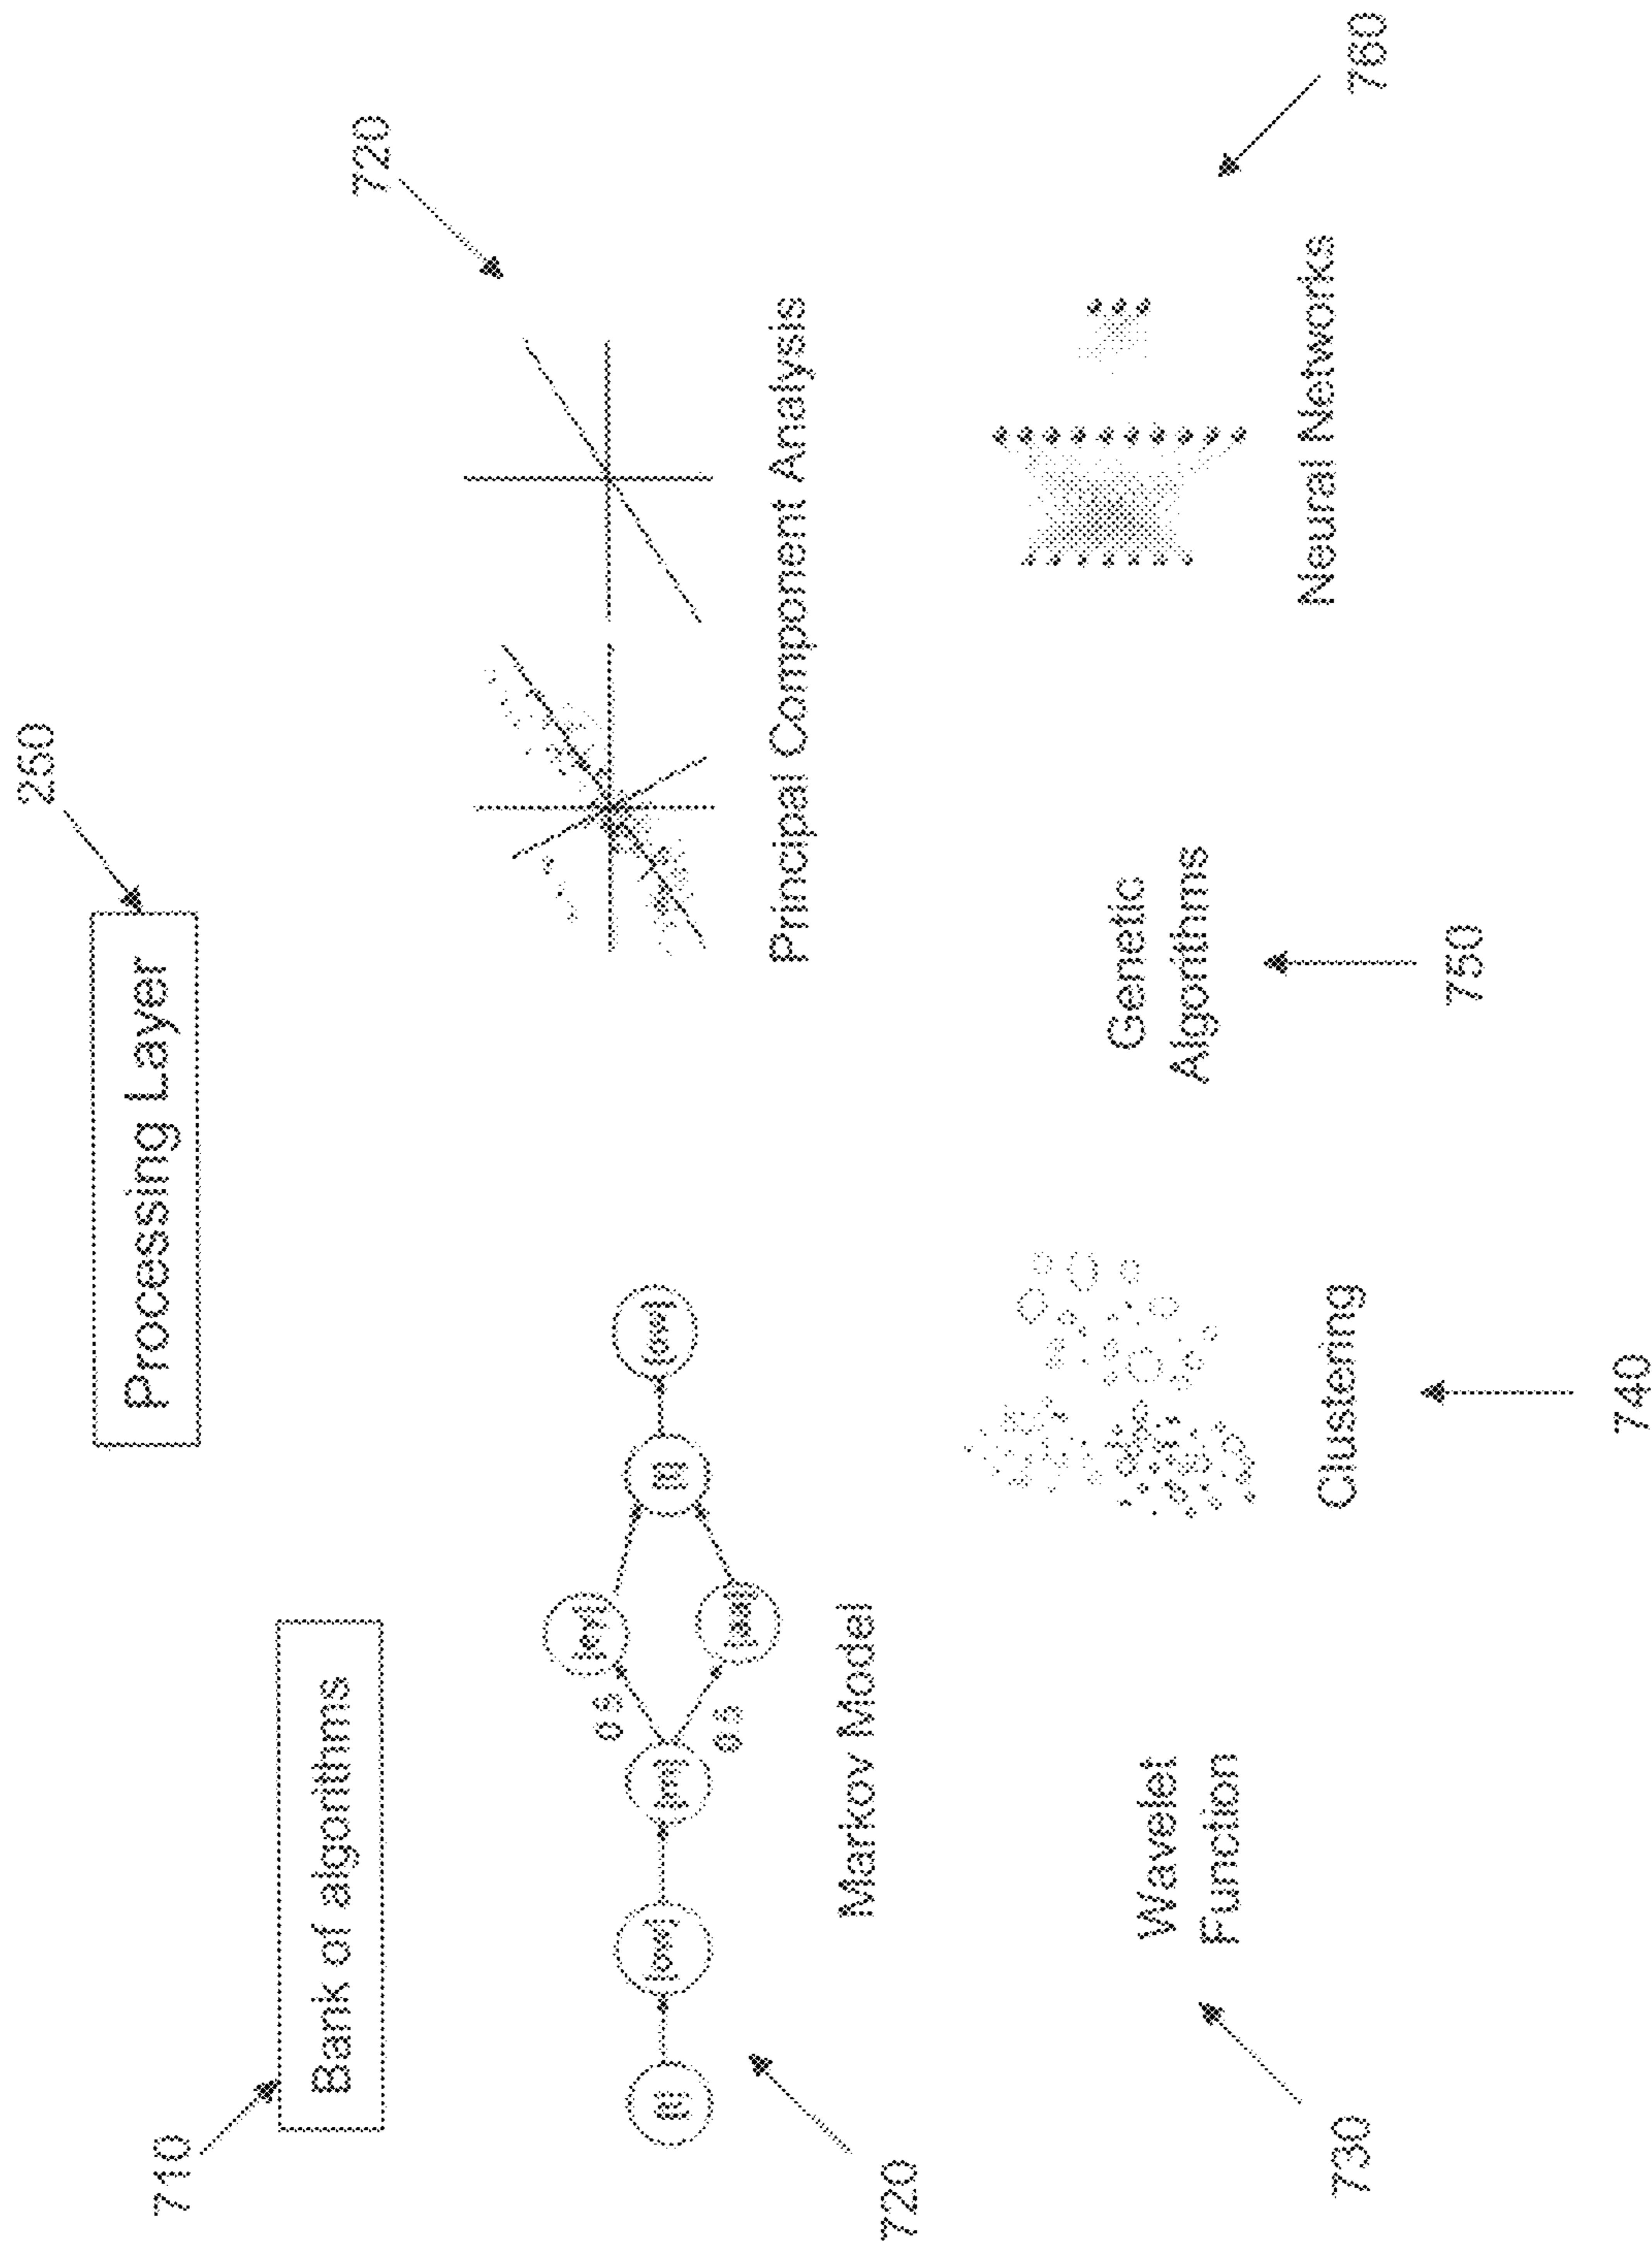 250
Processing Layer
710
Bank of algorithms
720
0.5
0.5
Markov Model
720
Principal Component Analysis
730
Wavelet
Function
Clustering
740
Genetic
Algorithms
750
Neural Networks
760